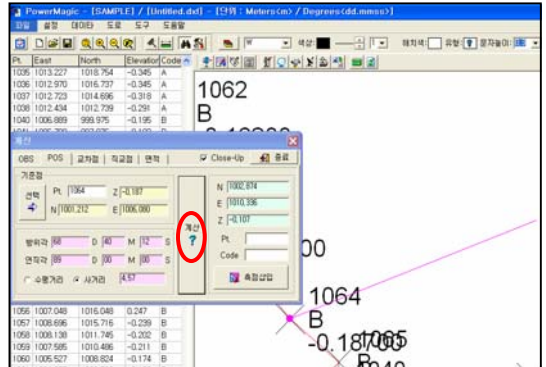 PowerMagic - [SAMPLE] / [Untitled.dxf] - [단위 : Meters<m> / Degrees<dd.mmss>]
파일 설정 데이타 도로 도구 도움말
W 색상: 1 해치색: 유형: 문자높이:
Pt. East North Elevation Code
1035 1013.227 1018.754 -0.345 A
1036 1012.970 1016.737 -0.345 A
1037 1012.723 1014.696 -0.318 A
1038 1012.434 1012.739 -0.291 A
1040 1006.889 999.975 -0.195 B
1062
B
계산
OBS POS 교차점 직교점 면적 Close-Up 종료
기준점
선택 Pt. 1064 Z -0.187
N 1001.212 E 1006.080
방위각 68 D 40 M 12 S
연직각 89 D 00 M 00 S
수평거리 사거리 4.57
계산
?
N 1002.874
E 1010.336
Z -0.107
Pt.
Code
측점삽입
00
1064
B
-0.18700
1065
B
1056 1007.048 1016.048 0.247 B
1057 1008.696 1015.716 -0.239 B
1058 1008.138 1011.745 -0.202 B
1059 1007.585 1010.486 -0.211 B
1060 1005.527 1008.824 -0.174 B